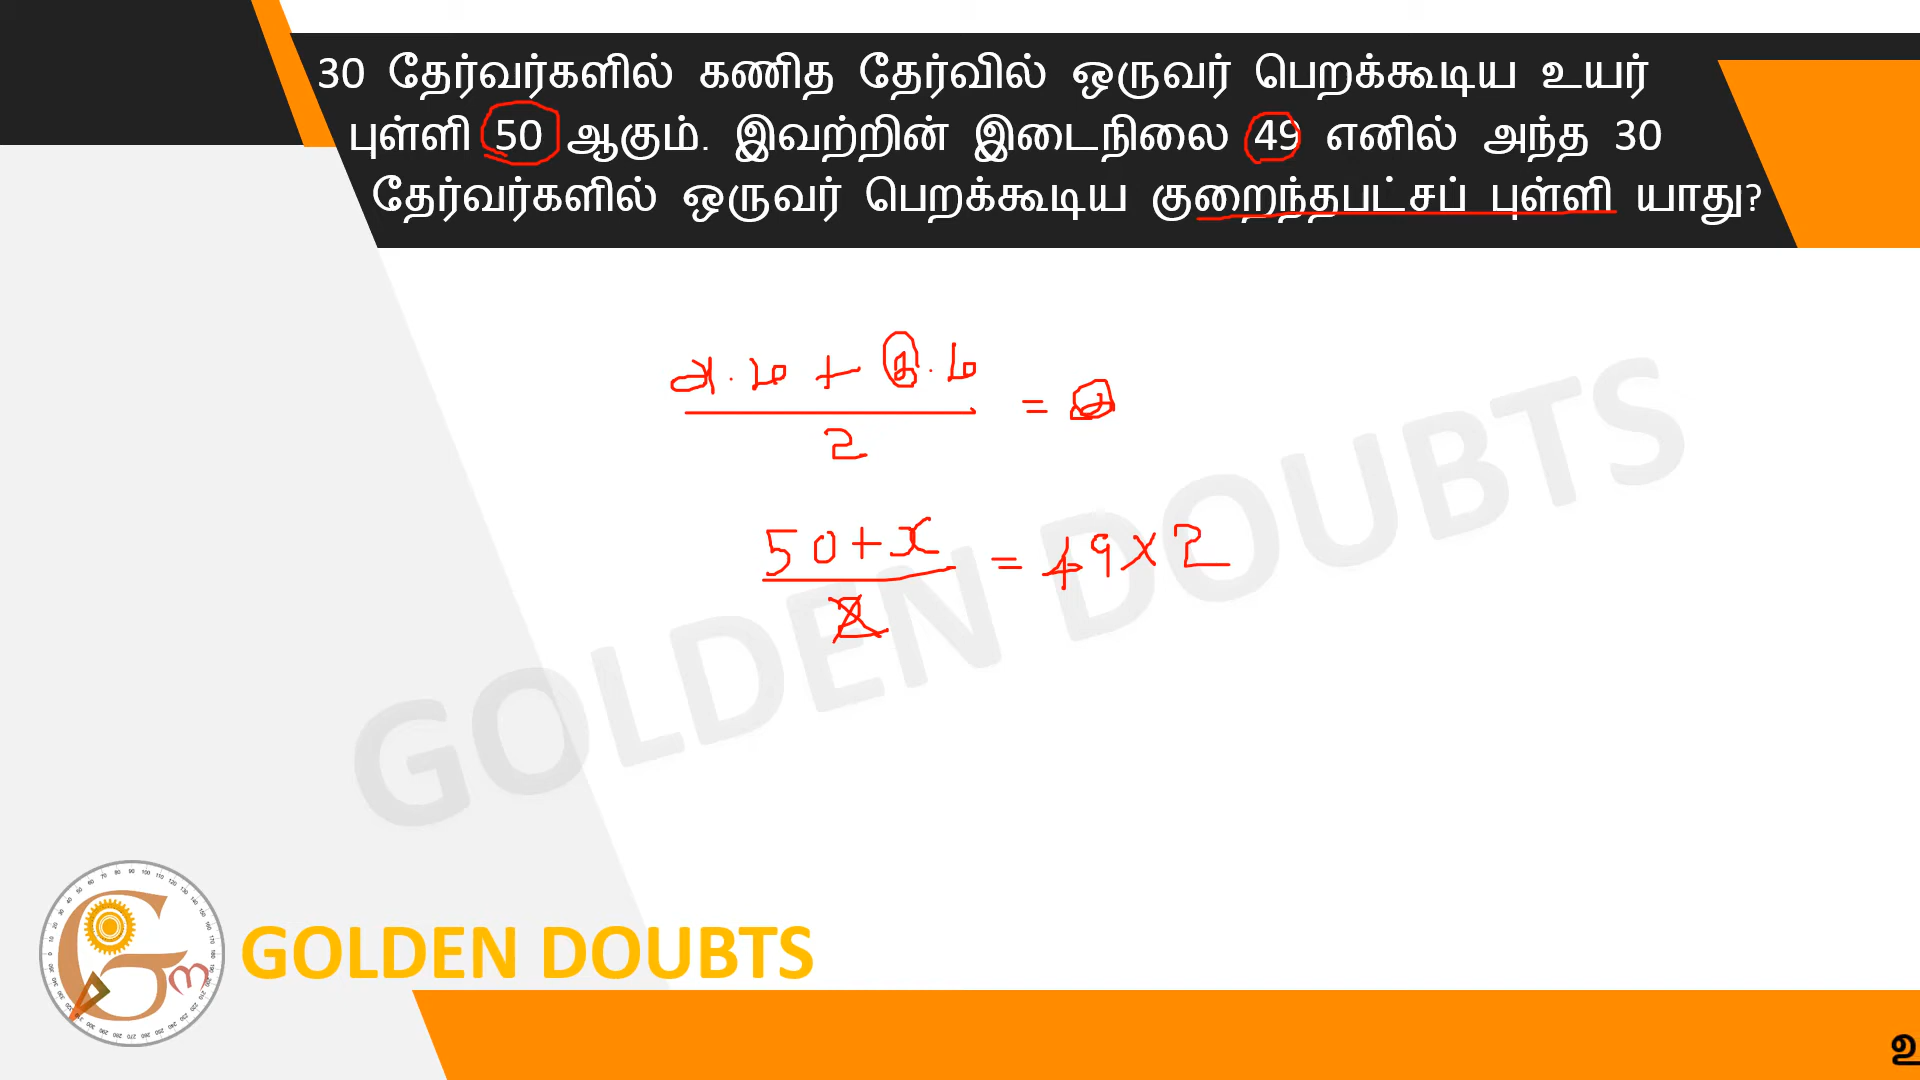 30 தேர்வர்களில் கணித தேர்வில் ஒருவர் பெறக்கூடிய உயர்
புள்ளி 50 ஆகும். இவற்றின் இடைநிலை 49 எனில் அந்த 30
தேர்வர்களில் ஒருவர் பெறக்கூடிய குறைந்தபட்சப் புள்ளி யாது?
அ.ம + கு.ம
=
2
50+x
= 49×2
2
GOLDEN DOUBTS
GOLDEN DOUBTS
உ